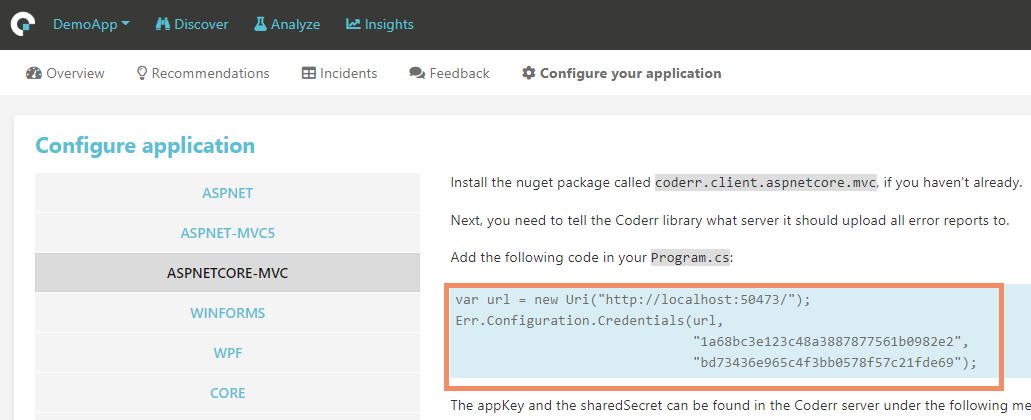 DemoApp Discover Analyze Insights
Overview Recommendations Incidents Feedback Configure your application
Configure application
ASPNET
ASPNET-MVC5
ASPNETCORE-MVC
WINFORMS
WPF
CORE
Install the nuget package called coderr.client.aspnetcore.mvc, if you haven't already.
Next, you need to tell the Coderr library what server it should upload all error reports to.
Add the following code in your Program.cs:
var url = new Uri("http://localhost:50473/");
Err.Configuration.Credentials(url,
"1a68bc3e123c48a3887877561b0982e2",
"bd73436e965c4f3bb0578f57c21fde69");
The appKey and the sharedSecret can be found in the Coderr server under the following me